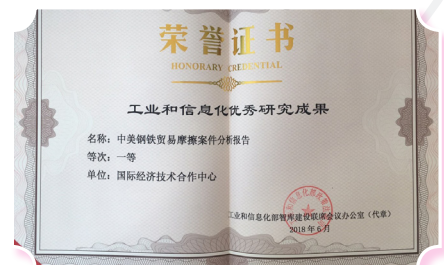 荣誉证书
HONORARY CREDENTIAL
工业和信息化优秀研究成果
名称：中美钢铁贸易摩擦案件分析报告
等次：一等
单位：国际经济技术合作中心
工业和信息化部智库建设联席会议办公室（代章）
2018年6月